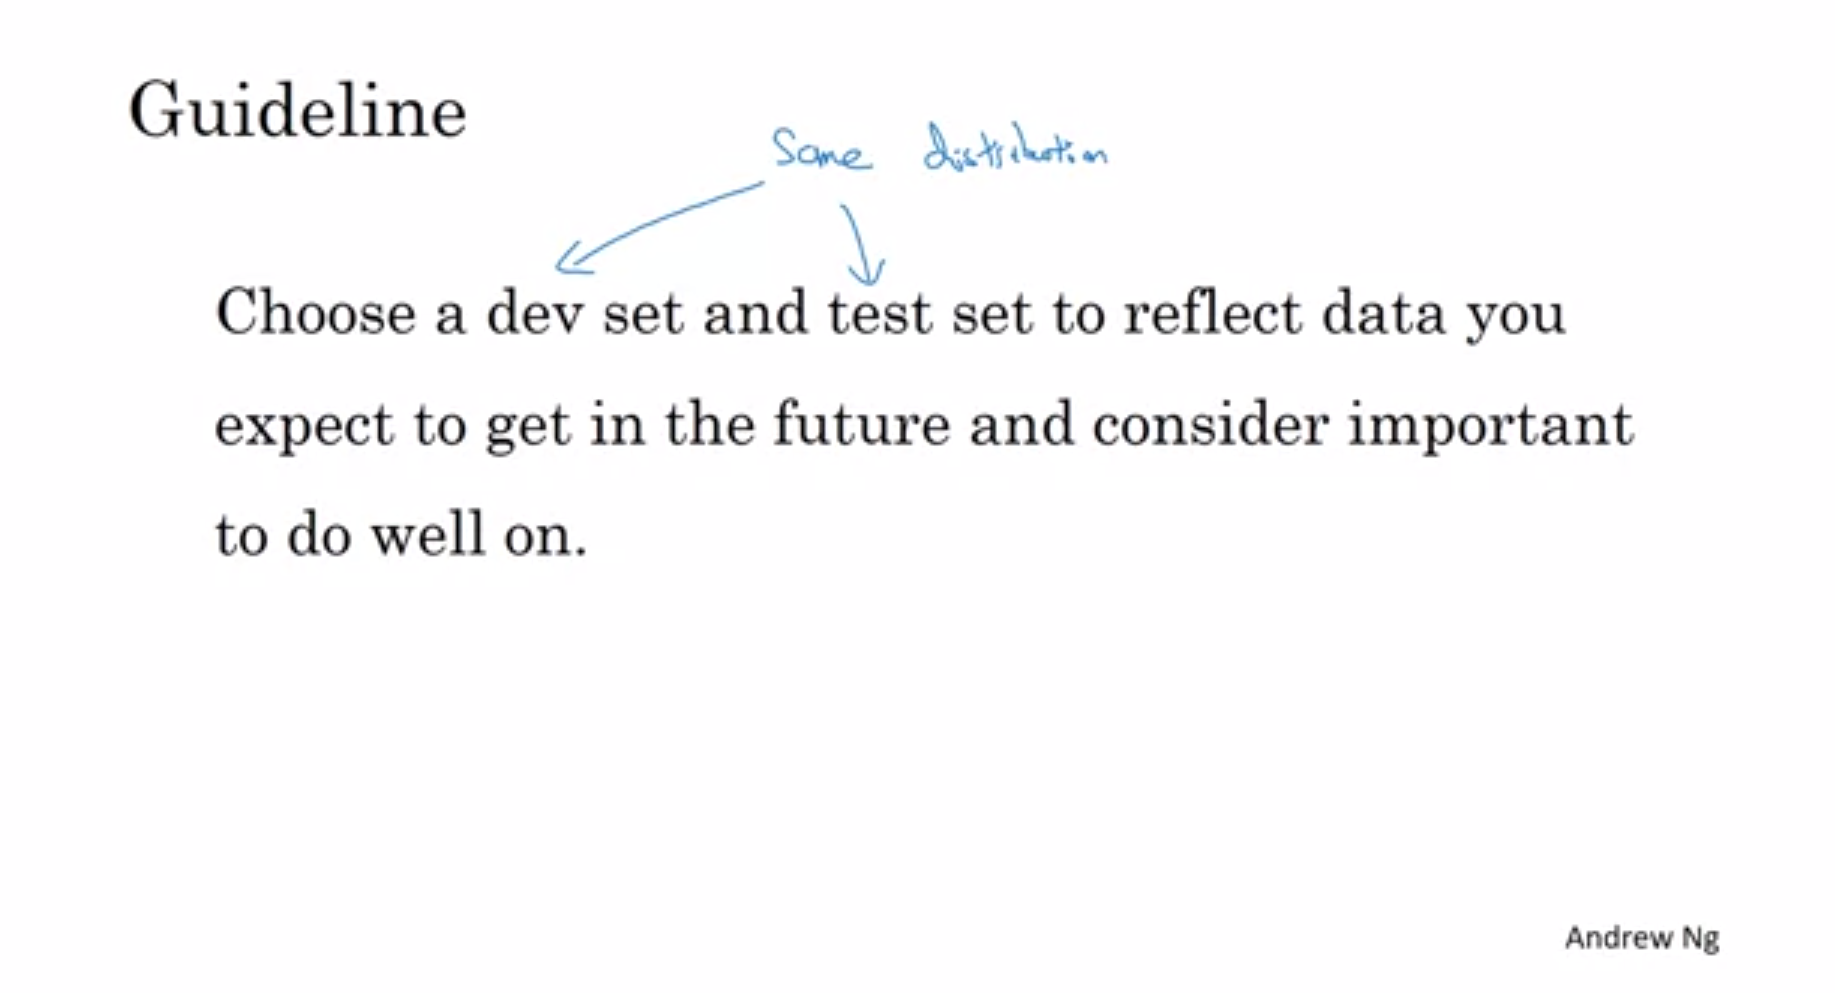 Guideline
Same distribution
Choose a dev set and test set to reflect data you
expect to get in the future and consider important
to do well on.
Andrew Ng